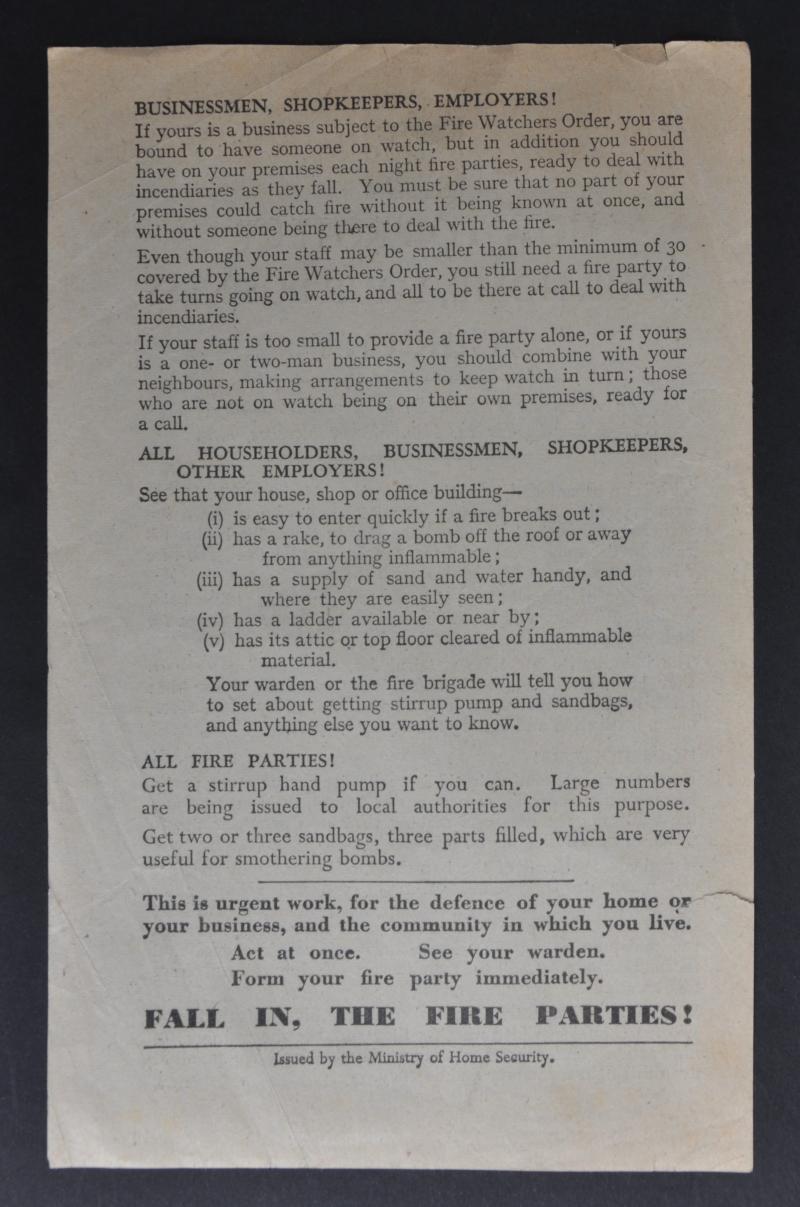 BUSINESSMEN, SHOPKEEPERS, EMPLOYERS!
If yours is a business subject to the Fire Watchers Order, you are
bound to have someone on watch, but in addition you should
have on your premises each night fire parties, ready to deal with
incendiaries as they fall. You must be sure that no part of your
premises could catch fire without it being known at once, and
without someone being there to deal with the fire.
Even though your staff may be smaller than the minimum of 30
covered by the Fire Watchers Order, you still need a fire party to
take turns going on watch, and all to be there at call to deal with
incendiaries.
If your staff is too small to provide a fire party alone, or if yours
is a one- or two-man business, you should combine with your
neighbours, making arrangements to keep watch in turn; those
who are not on watch being on their own premises, ready for
a call.
ALL HOUSEHOLDERS, BUSINESSMEN, SHOPKEEPERS,
OTHER EMPLOYERS!
See that your house, shop or office building—
(i) is easy to enter quickly if a fire breaks out;
(ii) has a rake, to drag a bomb off the roof or away
from anything inflammable;
(iii) has a supply of sand and water handy, and
where they are easily seen;
(iv) has a ladder available or near by;
(v) has its attic or top floor cleared of inflammable
material.
Your warden or the fire brigade will tell you how
to set about getting stirrup pump and sandbags,
and anything else you want to know.
ALL FIRE PARTIES!
Get a stirrup hand pump if you can. Large numbers
are being issued to local authorities for this purpose.
Get two or three sandbags, three parts filled, which are very
useful for smothering bombs.
This is urgent work, for the defence of your home or
your business, and the community in which you live.
Act at once. See your warden.
Form your fire party immediately.
FALL IN, THE FIRE PARTIES!
Issued by the Ministry of Home Security.